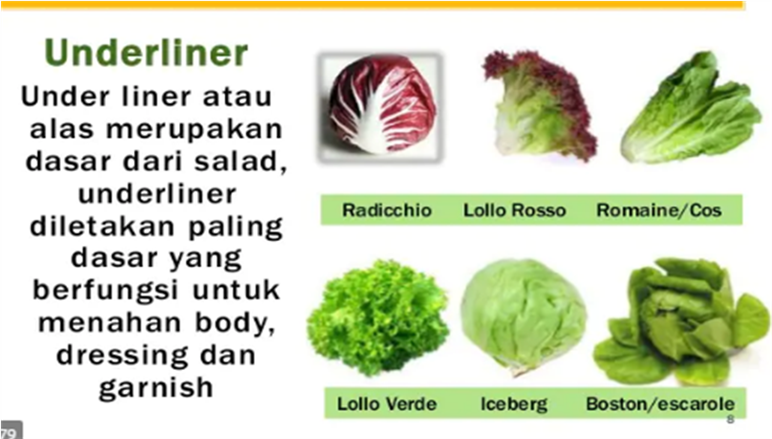 Underliner
Under liner atau
alas merupakan
dasar dari salad,
underliner
diletakan paling
dasar yang
berfungsi untuk
menahan body,
dressing dan
garnish
Radicchio Lollo Rosso Romaine/Cos
Lollo Verde Iceberg Boston/escarole
8
79